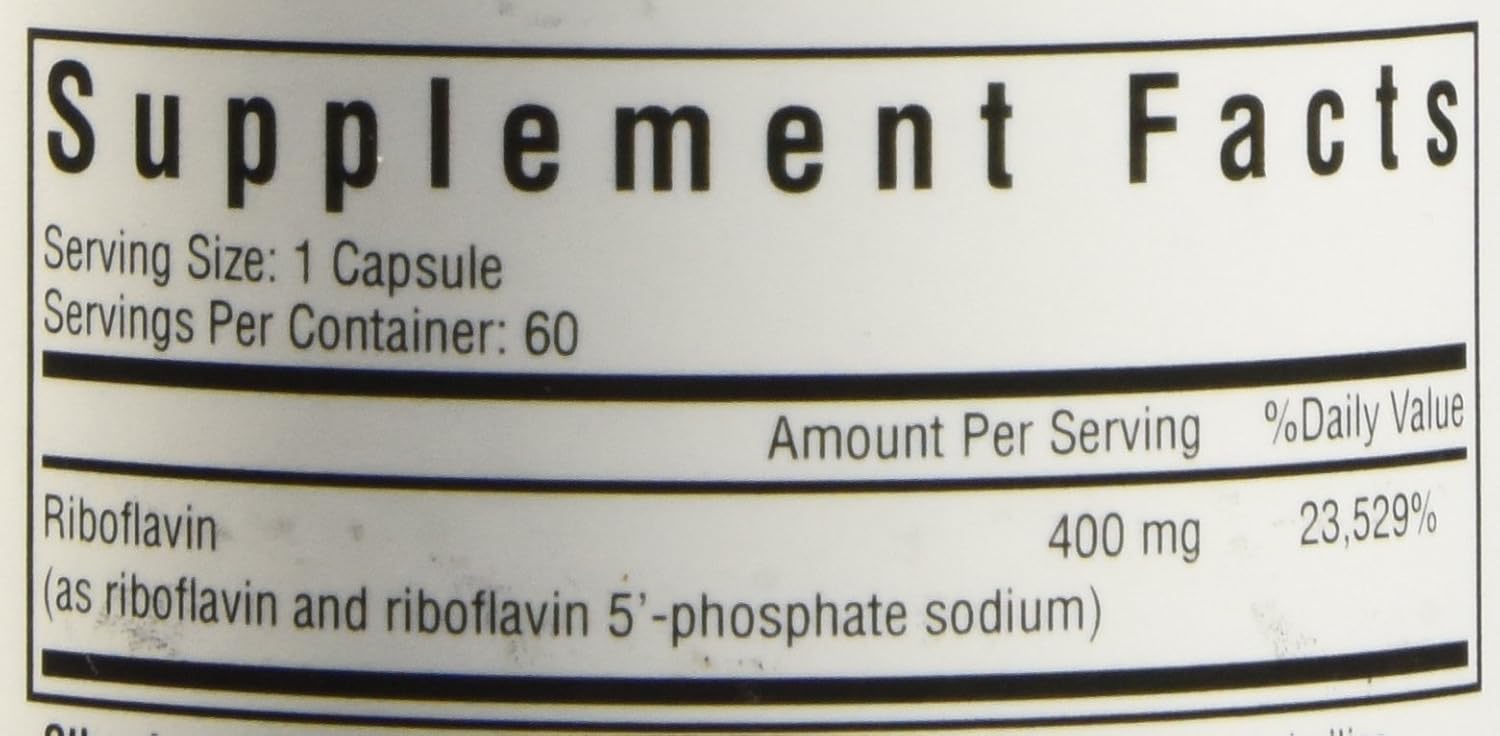 Supplement Facts
Serving Size: 1 Capsule
Servings Per Container: 60
Amount Per Serving %Daily Value
Riboflavin 400 mg 23,529%
(as riboflavin and riboflavin 5'-phosphate sodium)